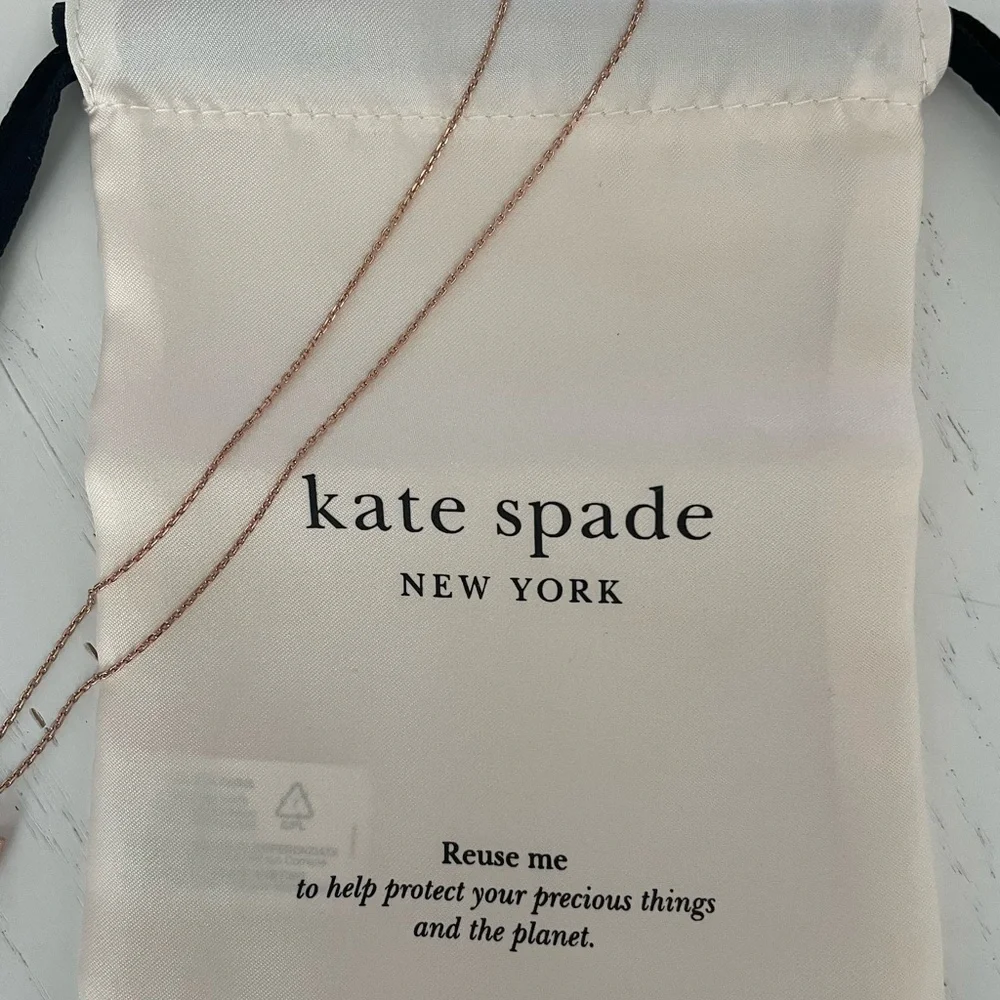 kate spade
NEW YORK
Reuse me
to help protect your precious things
and the planet.